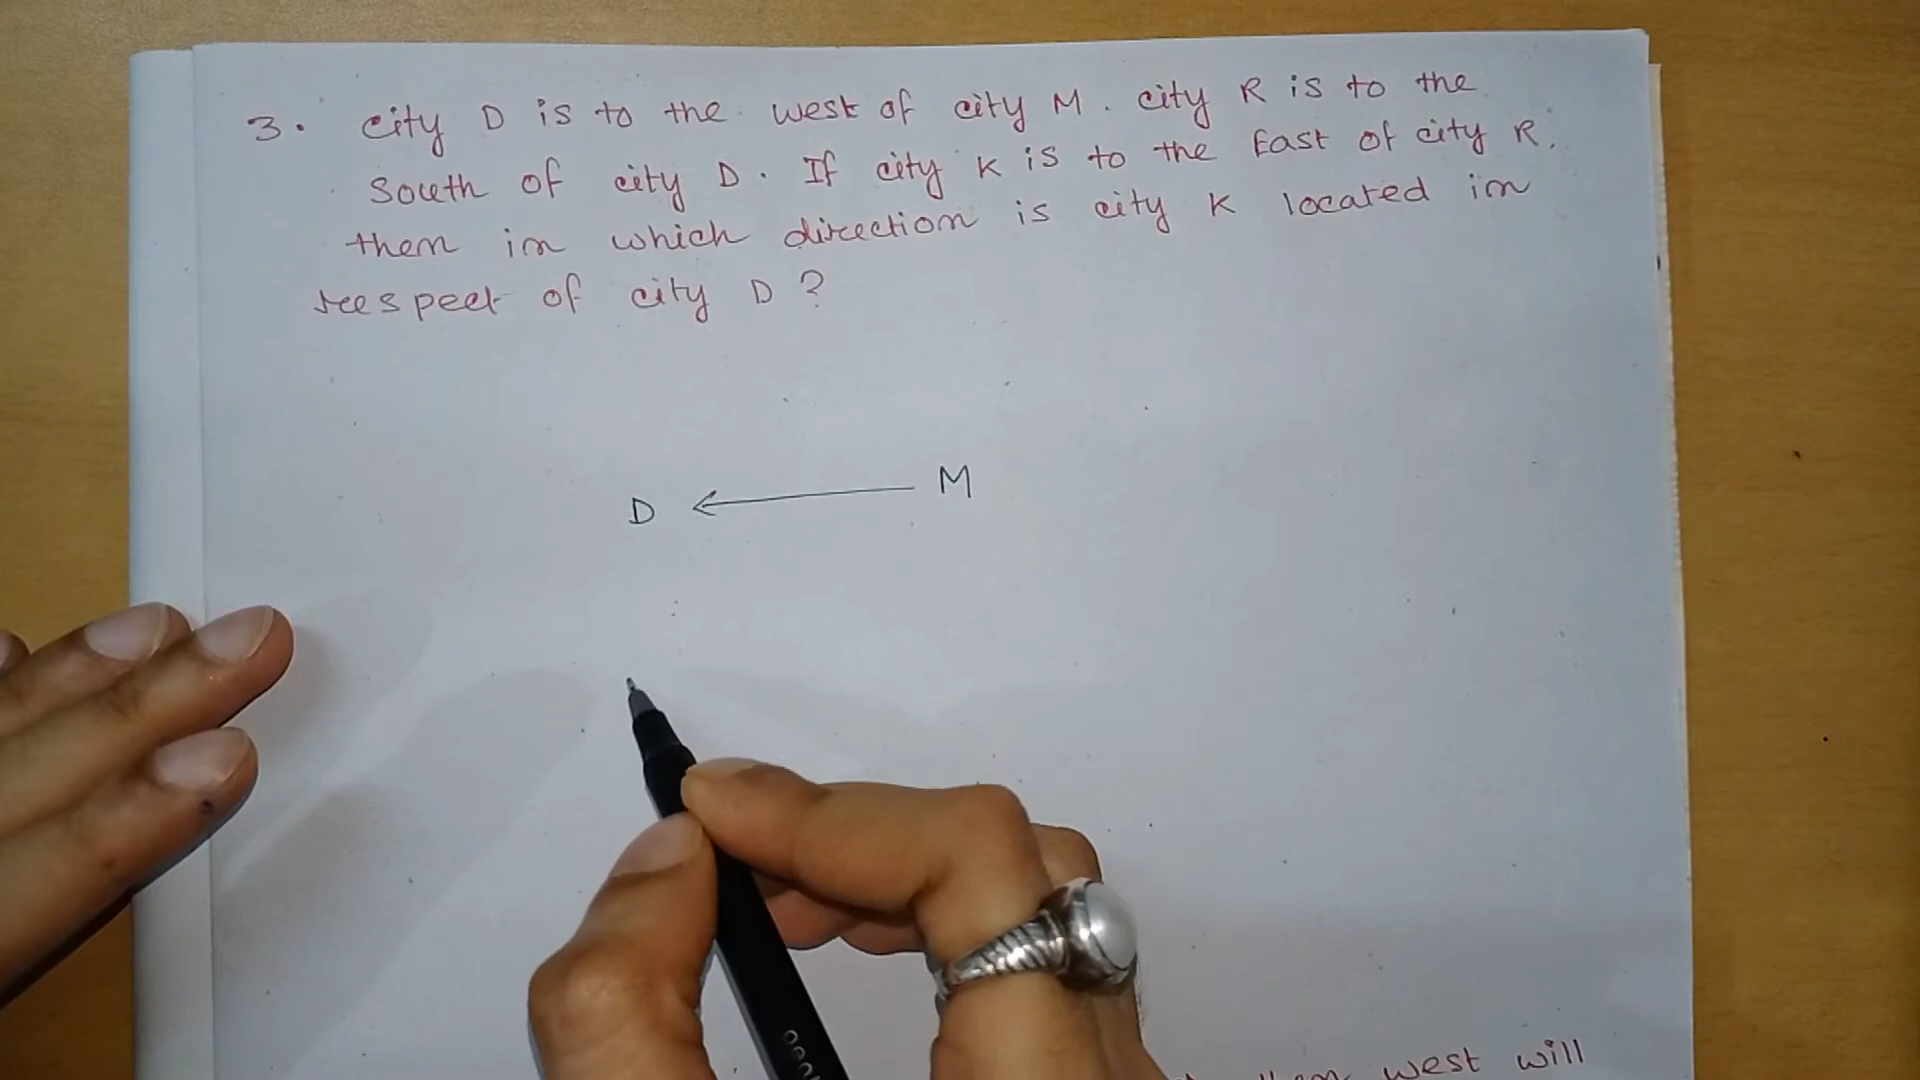 3. city D is to the west of city M. city R is to the
South of city D. If city K is to the East of city R.
then in which direction is city K located in
respect of city D?
D M
west will